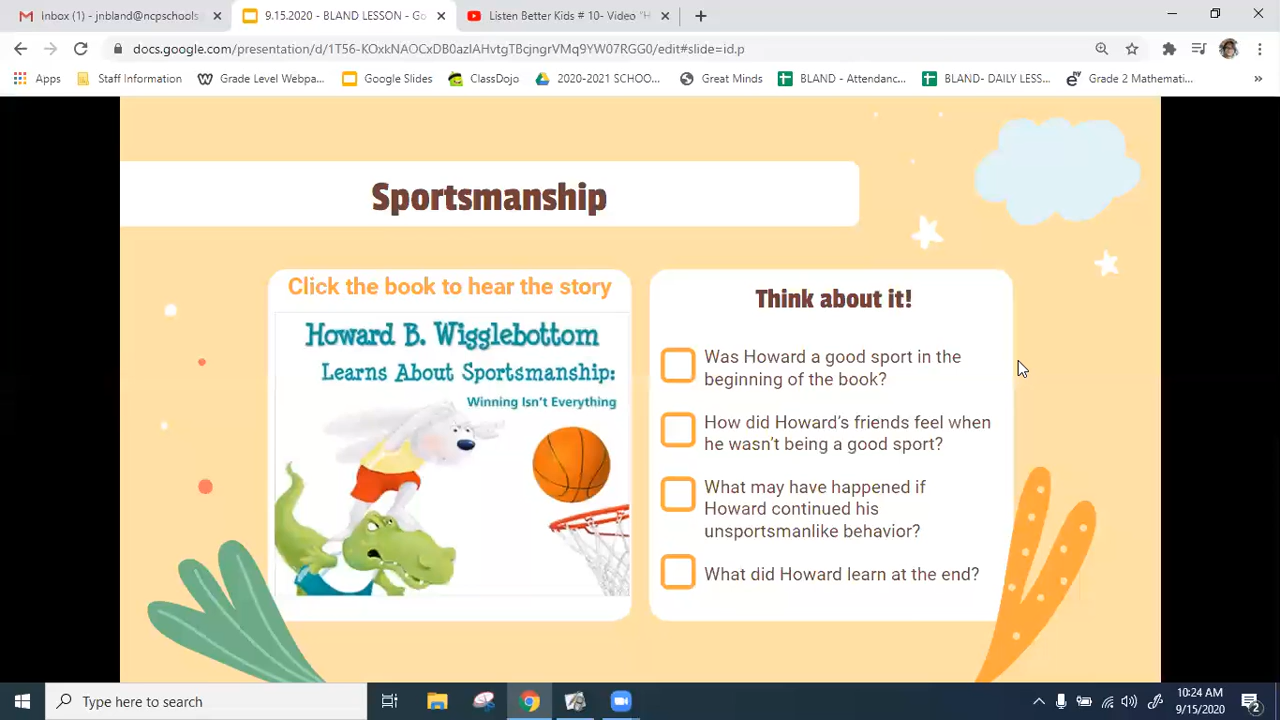 inbox (1) - jnbland@ncpschools
9.15.2020 - BLAND LESSON - Go
Listen Better Kids # 10- Video "H
docs.google.com/presentation/d/1T56-KOxkNAOCxDB0azIAHvtgTBqjngrVMq9YW07RGG0/edit#slide=id.p
Apps
Staff Information
Grade Level Webpa...
Google Slides
ClassDojo
2020-2021 SCHOO...
Great Minds
BLAND - Attendanc...
BLAND- DAILY LESS...
Grade 2 Mathemati...
Sportsmanship
Click the book to hear the story
Howard B. Wigglebottom
Learns About Sportsmanship:
Winning Isn't Everything
Think about it!
Was Howard a good sport in the
beginning of the book?
How did Howard's friends feel when
he wasn't being a good sport?
What may have happened if
Howard continued his
unsportsmanlike behavior?
What did Howard learn at the end?
Type here to search
10:24 AM
9/15/2020
2